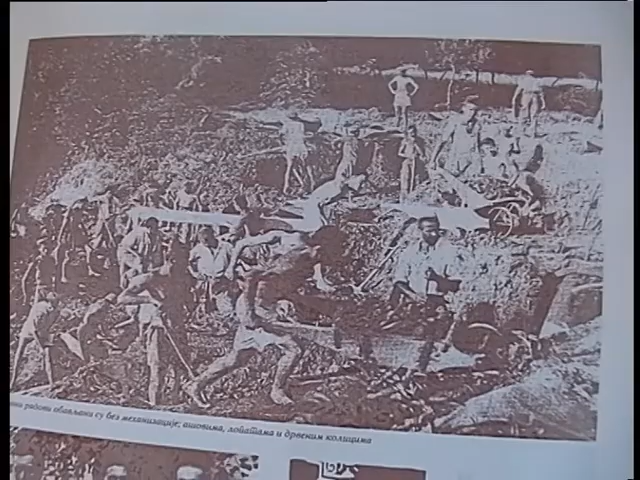 радови обављани су без механизације; ашовима, лопатама и дрвеним колицима